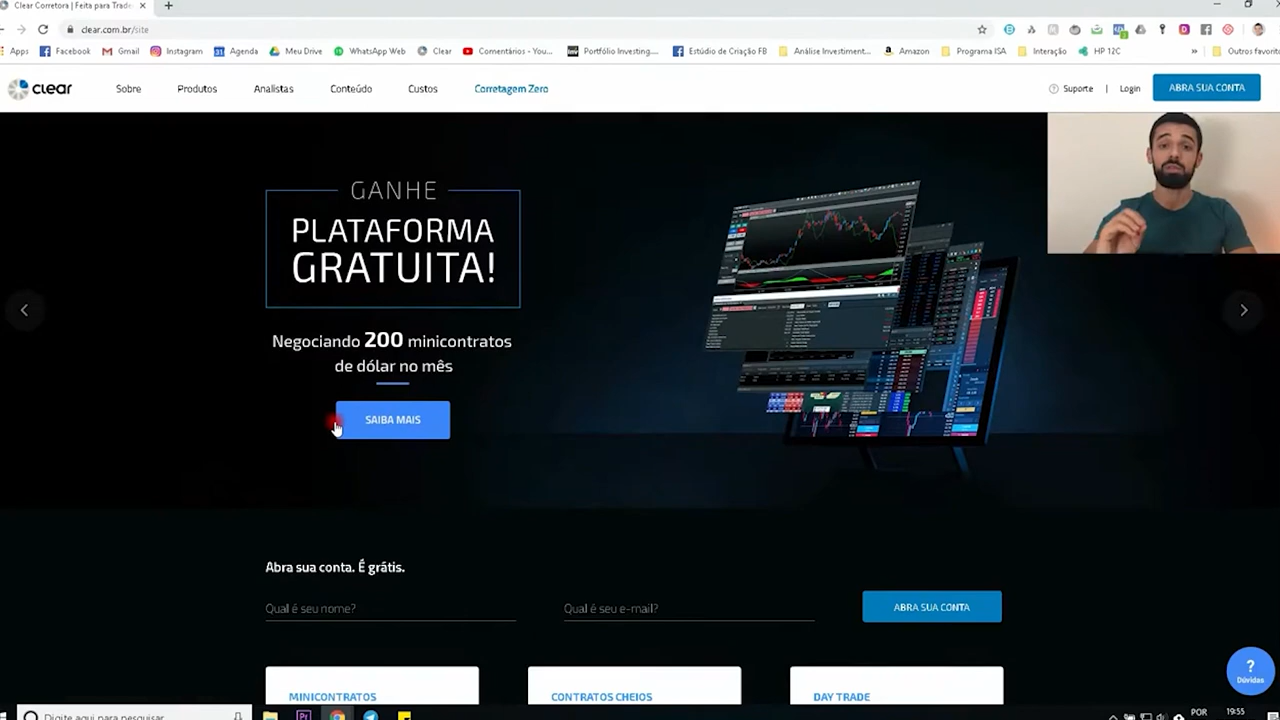 Clear Corretora | Feita para Trade
clear.com.br/site
Apps Facebook Gmail Instagram Agenda Meu Drive WhatsApp Web Clear Comentários - You... Portfólio Investing.... Estúdio de Criação FB Análise Investiment... Amazon Programa ISA Interação HP 12C » Outros favorito
clear Sobre Produtos Analistas Conteúdo Custos Corretagem Zero ? Suporte | Login ABRA SUA CONTA
GANHE
PLATAFORMA
GRATUITA!
Negociando 200 minicontratos
de dólar no mês
SAIBA MAIS
Abra sua conta. É grátis.
Qual é seu nome? Qual é seu e-mail? ABRA SUA CONTA
?
Dúvidas
MINICONTRATOS CONTRATOS CHEIOS DAY TRADE
Digite aqui para pesquisar POR 19:55